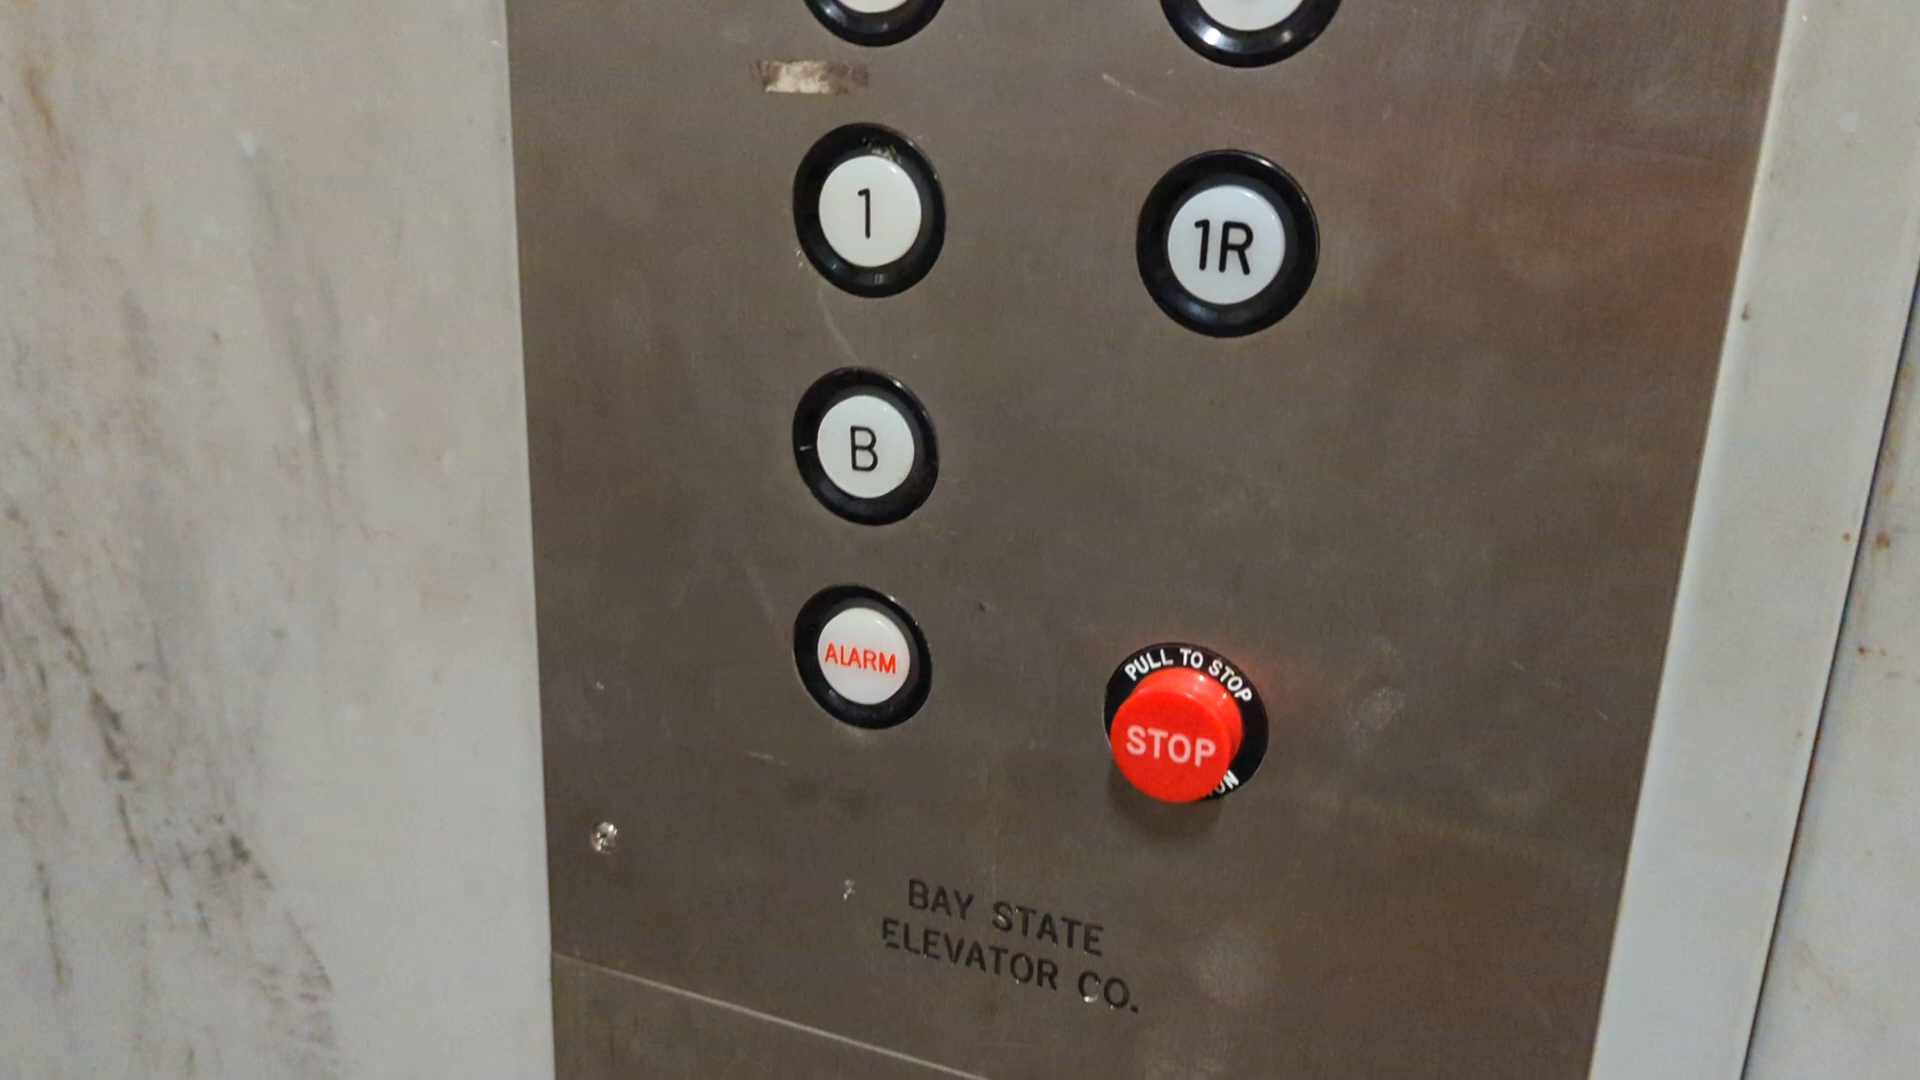 1
1R
B
ALARM
PULL TO STOP
STOP
BAY STATE
ELEVATOR CO.